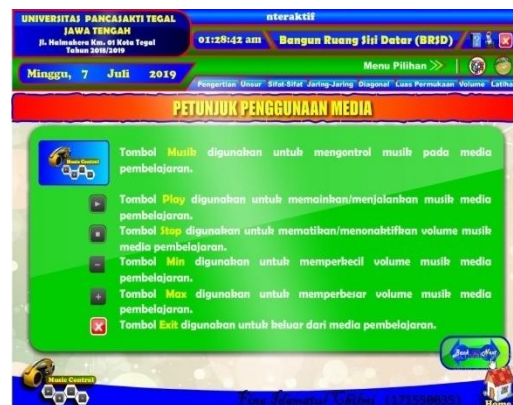 UNIVERSITAS PANCASAKTI TEGAL
JAWA TENGAH
Jl. Halmahera Km. 01 Kota Tegal
Tahun 2018/2019
nteraktif
01:28:42 am
Bangun Ruang Sisi Datar (BRSD)
Minggu, 7 Juli 2019
Menu Pilihan
Pengertian Unsur Sifat-Sifat Jaring-Jaring Diagonal Luas Permukaan Volume Latiha
PETUNJUK PENGGUNAAN MEDIA
Music Control
Tombol Musik digunakan untuk mengontrol musik pada media
pembelajaran.
Tombol Play digunakan untuk memainkan/menjalankan musik media
pembelajaran.
Tombol Stop digunakan untuk mematikan/menonaktifkan volume musik
media pembelajaran.
Tombol Min digunakan untuk memperkecil volume musik media
pembelajaran.
Tombol Max digunakan untuk memperbesar volume musik media
pembelajaran.
Tombol Exit digunakan untuk keluar dari media pembelajaran.
Back Next
Music Control
Home